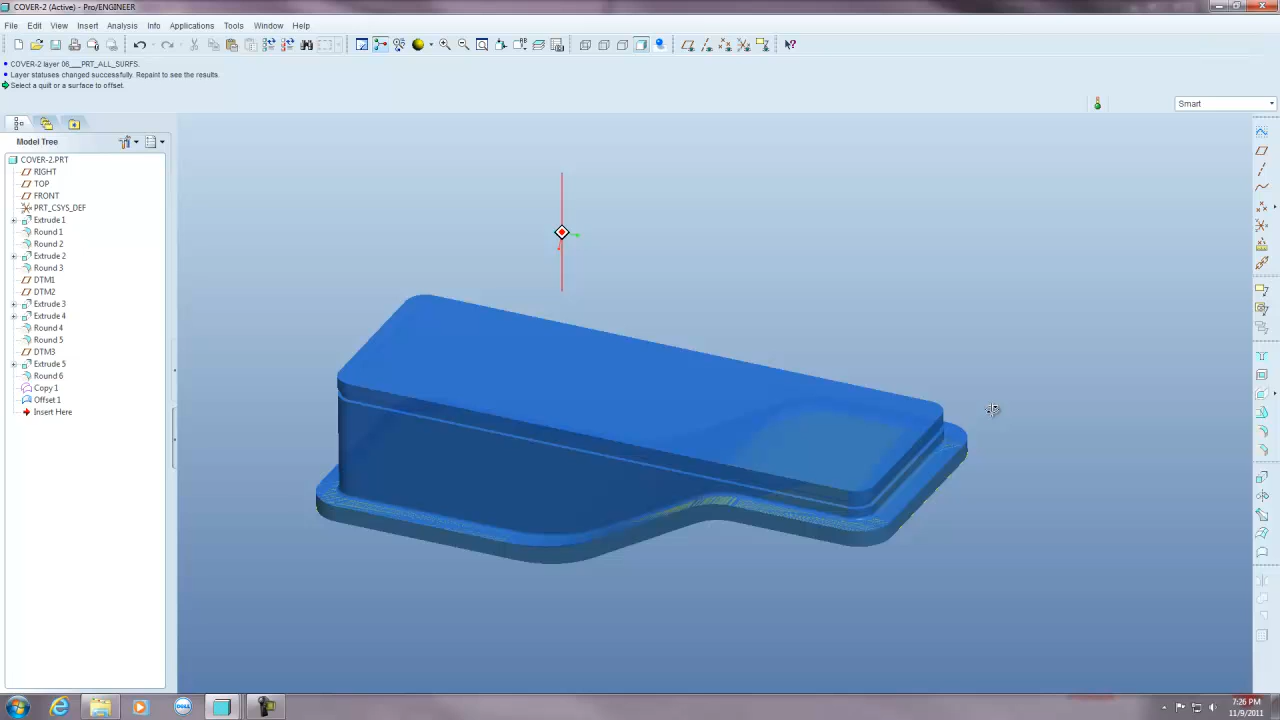 COVER-2 (Active) - Pro/ENGINEER
File Edit View Insert Analysis Info Applications Tools Window Help
COVER-2 layer 06___PRT_ALL_SURFS.
Layer statuses changed successfully. Repaint to see the results.
Select a quilt or a surface to offset.
Smart
Model Tree
COVER-2.PRT
RIGHT
TOP
FRONT
PRT_CSYS_DEF
Extrude 1
Round 1
Round 2
Extrude 2
Round 3
DTM1
DTM2
Extrude 3
Extrude 4
Round 4
Round 5
DTM3
Extrude 5
Round 6
Copy 1
Offset 1
Insert Here
7:26 PM
11/9/2011